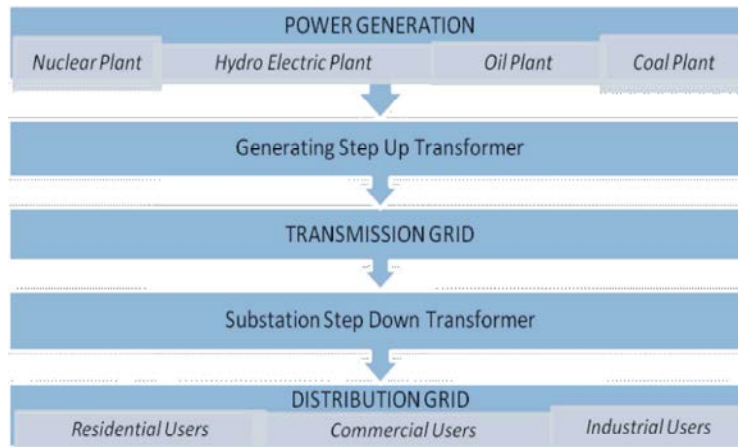 POWER GENERATION
Nuclear Plant Hydro Electric Plant Oil Plant Coal Plant
Generating Step Up Transformer
TRANSMISSION GRID
Substation Step Down Transformer
DISTRIBUTION GRID
Residential Users Commercial Users Industrial Users